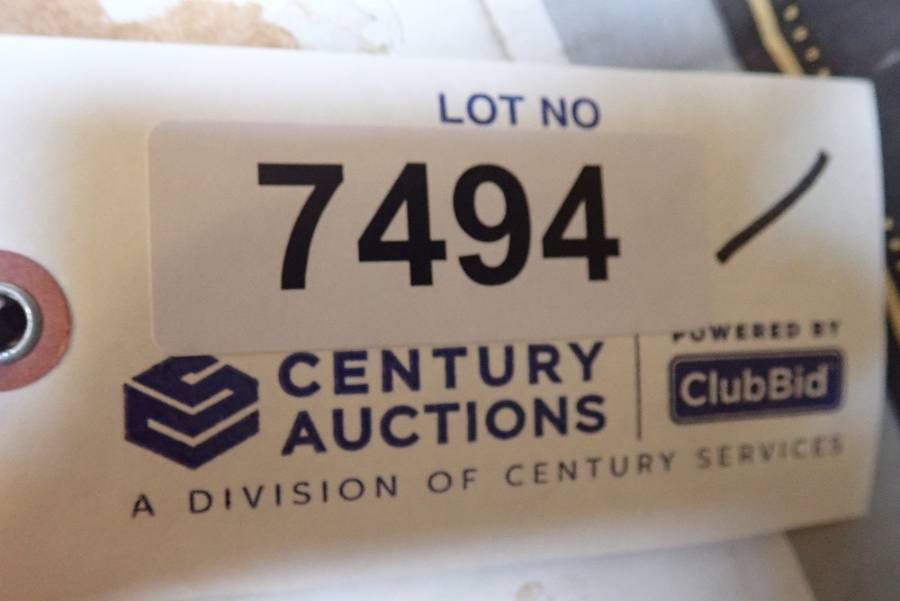 LOT NO
7494
CENTURY
AUCTIONS
POWERED BY
ClubBid
A DIVISION OF CENTURY SERVICES